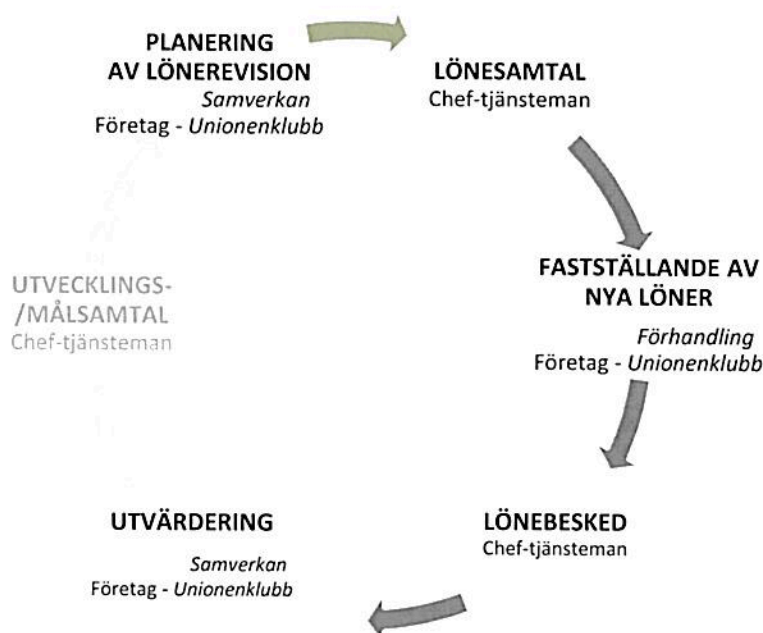 PLANERING
AV LÖNEREVISION
Samverkan
Företag - Unionenklubb
LÖNESAMTAL
Chef-tjänsteman
FASTSTÄLLANDE AV
NYA LÖNER
Förhandling
Företag - Unionenklubb
LÖNEBESKED
Chef-tjänsteman
UTVÄRDERING
Samverkan
Företag - Unionenklubb
UTVECKLINGS-
/MÅLSAMTAL
Chef-tjänsteman